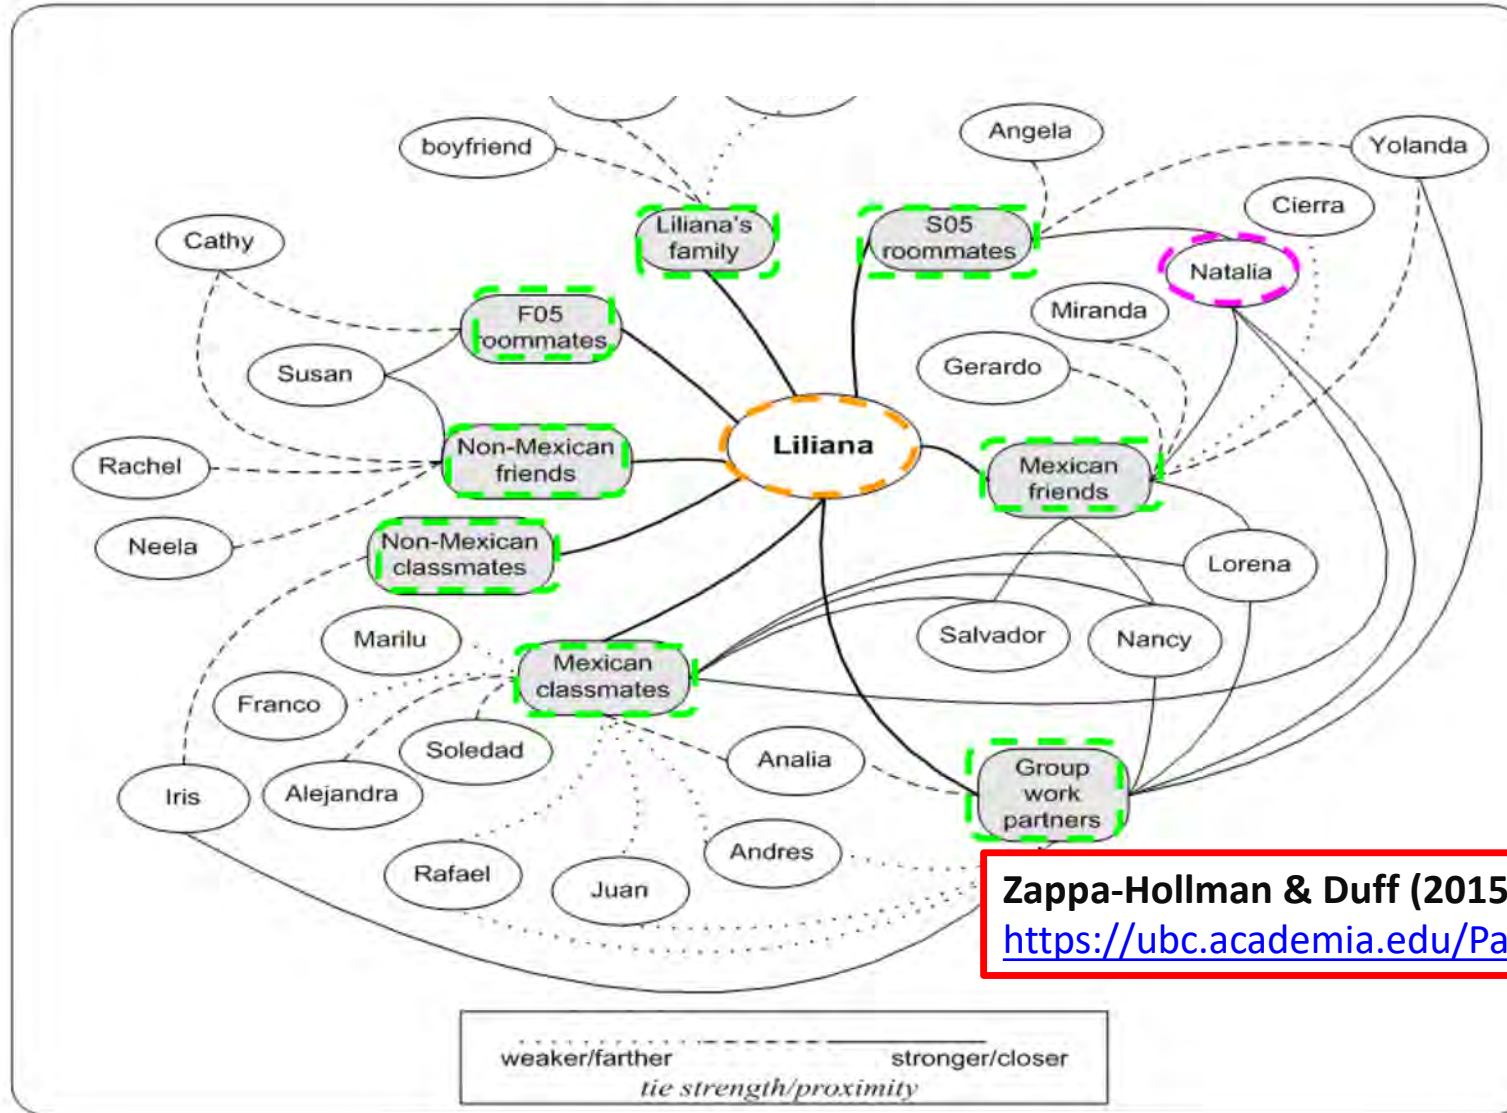 Angela
Yolanda
boyfriend
Cierra
Liliana's
family
S05
roommates
Cathy
Natalia
F05
roommates
Miranda
Susan
Gerardo
Liliana
Non-Mexican
friends
Mexican
friends
Rachel
Neela
Non-Mexican
classmates
Lorena
Marilu
Salvador
Nancy
Mexican
classmates
Franco
Soledad
Analia
Group
work
partners
Iris
Alejandra
Andres
Rafael
Juan
Zappa-Hollman & Duff (2015
https://ubc.academia.edu/Pa
weaker/farther
stronger/closer
tie strength/proximity